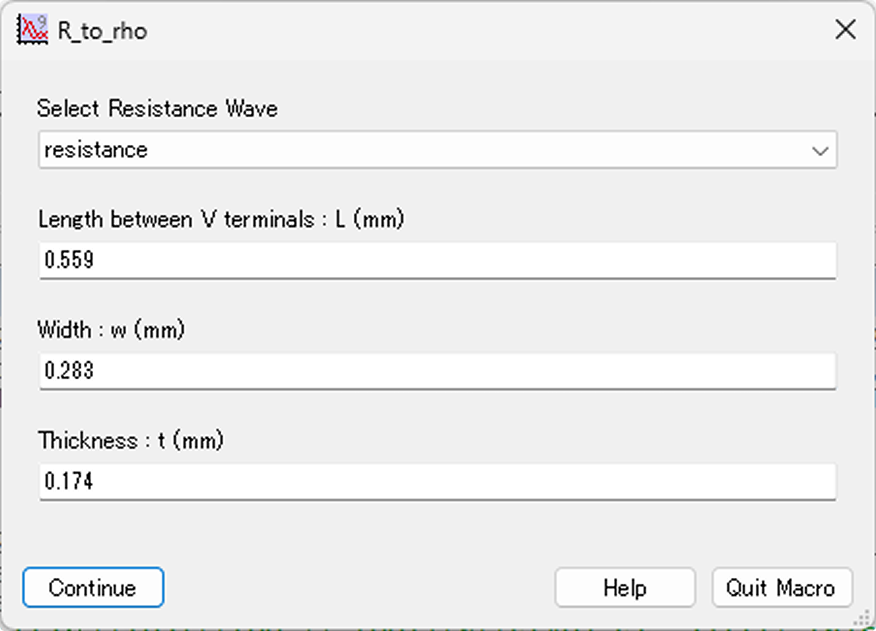 R_to_rho
Select Resistance Wave
resistance
Length between V terminals : L (mm)
0.559
Width : w (mm)
0.283
Thickness : t (mm)
0.174
Continue Help Quit Macro